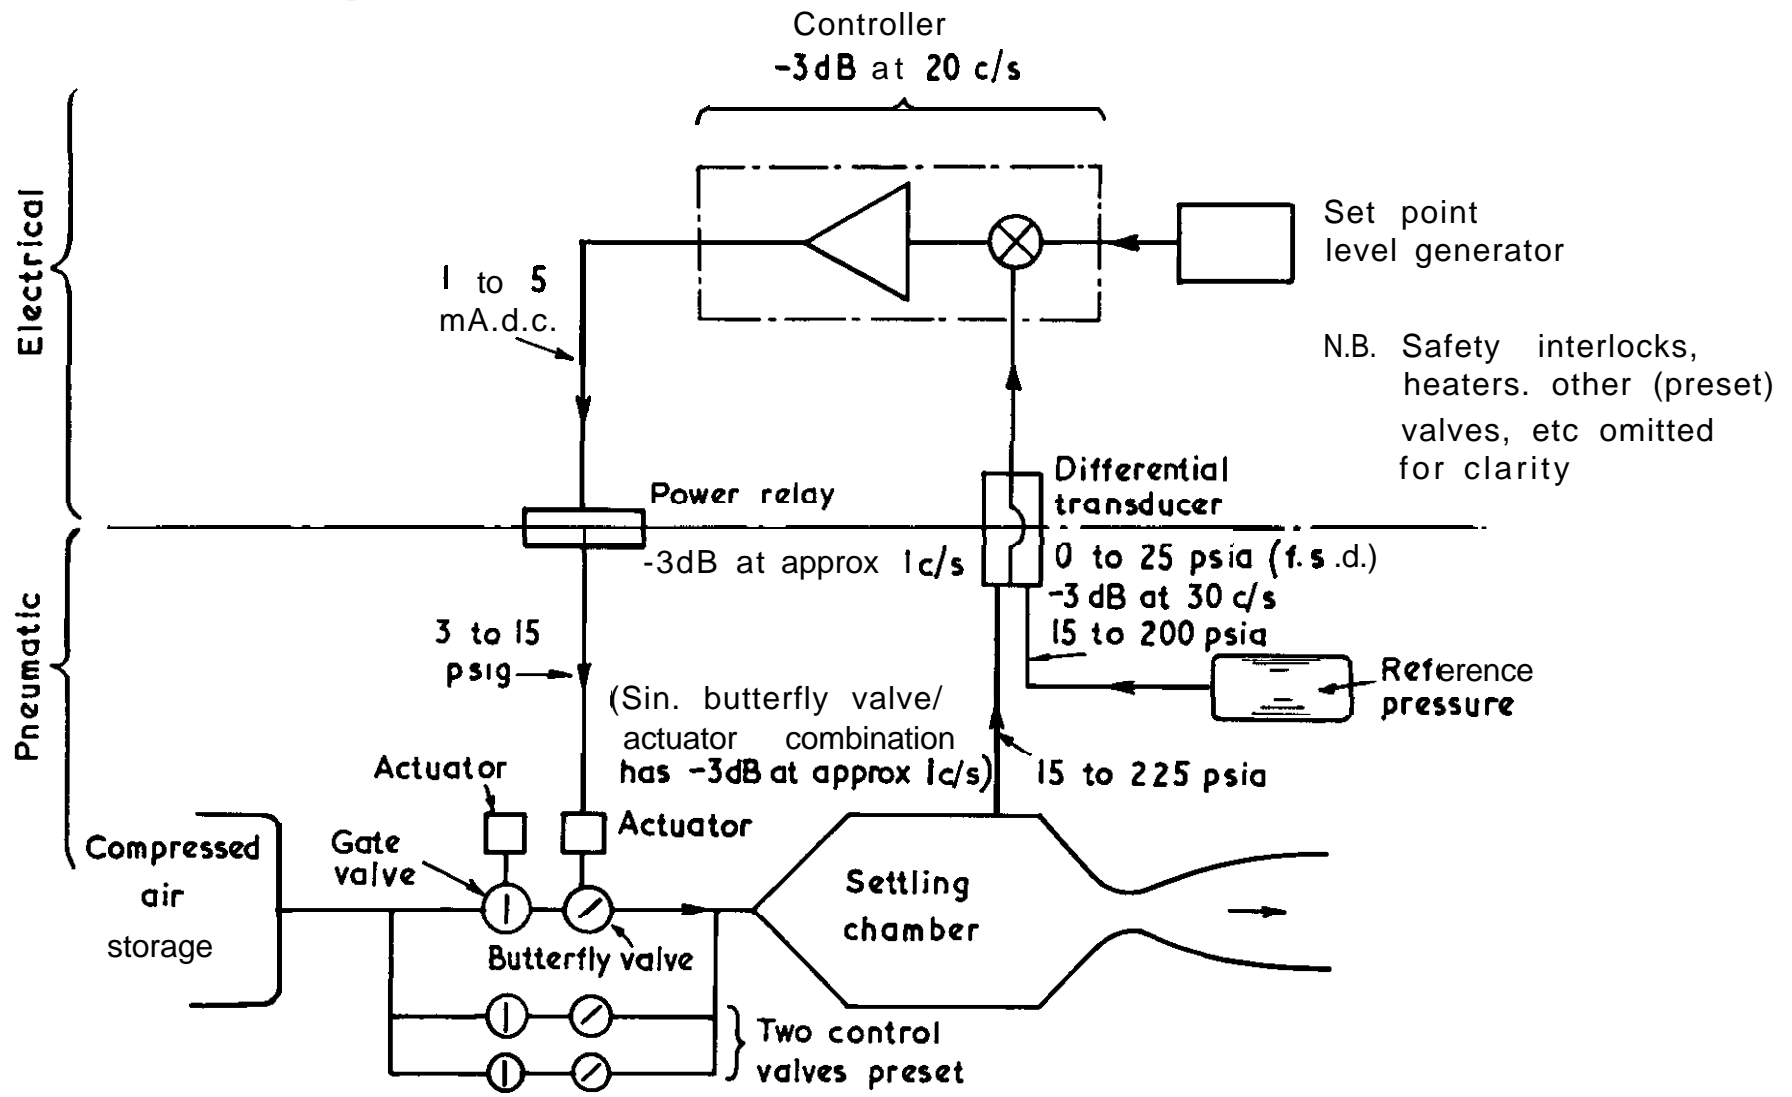 Controller
-3dB at 20 c/s
Electrical
Set point
level generator
1 to 5
mA.d.c.
N.B. Safety interlocks,
heaters. other (preset)
valves, etc omitted
for clarity
Differential
transducer
Power relay
-3dB at approx 1c/s
0 to 25 psia (f.s.d.)
-3 dB at 30 c/s
15 to 200 psia
Pneumatic
3 to 15
psig
(Sin. butterfly valve/
actuator combination
has -3dB at approx 1c/s)
Reference
pressure
15 to 225 psia
Actuator
Actuator
Gate
valve
Compressed
air
storage
Settling
chamber
Butterfly valve
Two control
valves preset